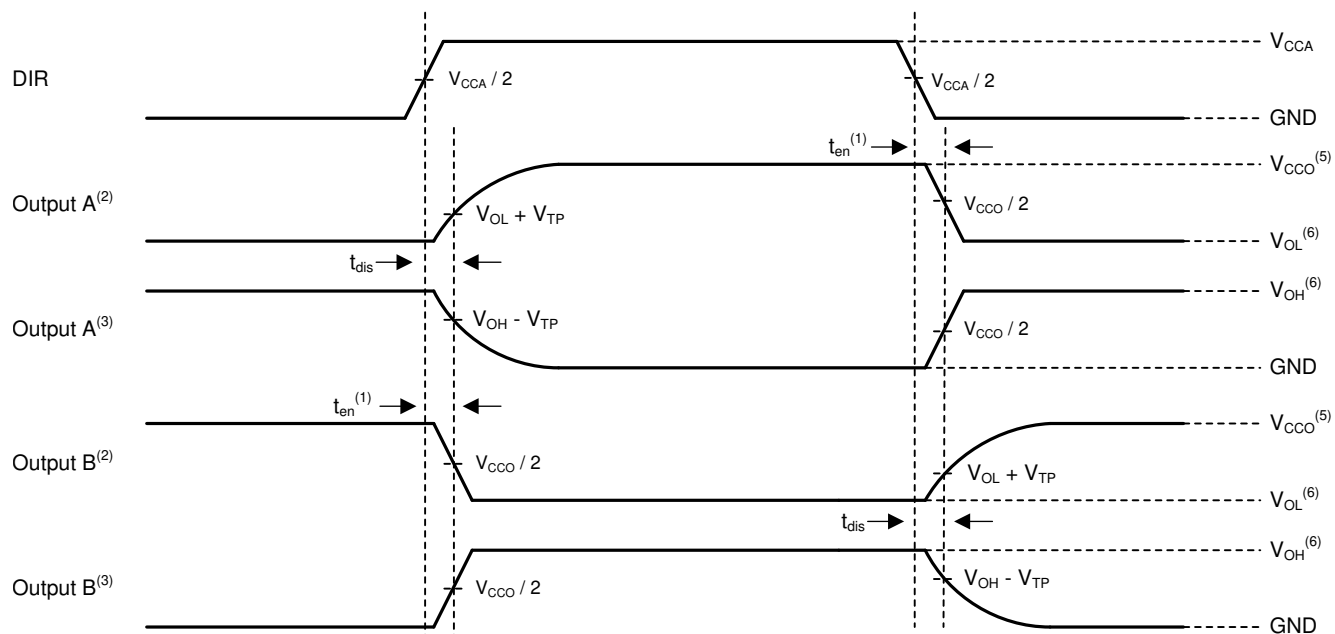 V_CCA
DIR
V_CCA / 2
V_CCA / 2
GND
t_en^(1)
V_CCO^(5)
Output A^(2)
V_OL + V_TP
V_CCO / 2
V_OL^(6)
t_dis
V_OH^(6)
Output A^(3)
V_OH - V_TP
V_CCO / 2
GND
t_en^(1)
V_CCO^(5)
Output B^(2)
V_CCO / 2
V_OL + V_TP
V_OL^(6)
t_dis
V_OH^(6)
Output B^(3)
V_CCO / 2
V_OH - V_TP
GND